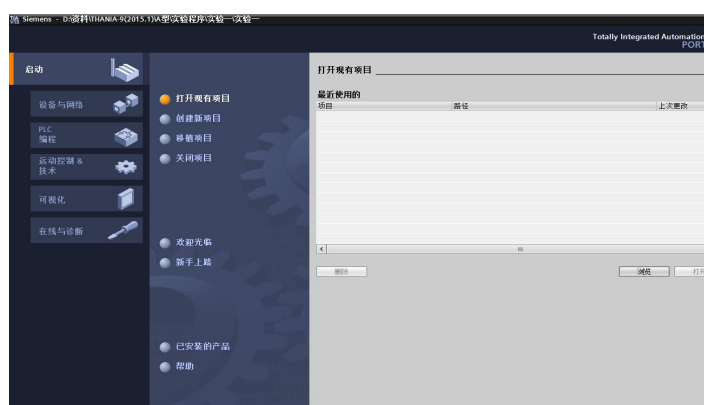 Siemens - D:\资料\THANIA-9(2015.1)\A型\实验程序\实验一\实验一
Totally Integrated Automation
PORT
启动
设备与网络
PLC
编程
运动控制 &
技术
可视化
在线与诊断
打开现有项目
创建新项目
移植项目
关闭项目
欢迎光临
新手上路
已安装的产品
帮助
打开现有项目
最近使用的
项目 路径 上次更改
删除 浏览 打开